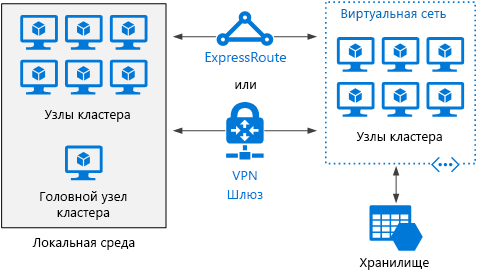 Узлы кластера
Головной узел
кластера
Локальная среда
ExpressRoute
или
VPN
Шлюз
Виртуальная сеть
Узлы кластера
Хранилище